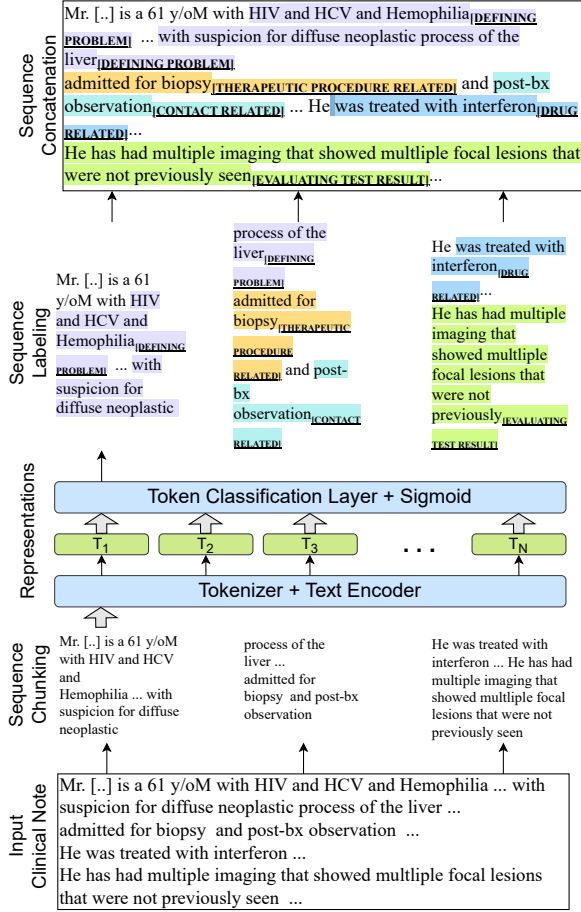 Sequence
Concatenation
Mr. [..] is a 61 y/oM with HIV and HCV and Hemophilia[DEFINING
PROBLEM] ... with suspicion for diffuse neoplastic process of the
liver[DEFINING PROBLEM]
admitted for biopsy[THERAPEUTIC PROCEDURE RELATED] and post-bx
observation[CONTACT RELATED] ... He was treated with interferon[DRUG
RELATED]...
He has had multiple imaging that showed multliple focal lesions that
were not previously seen[EVALUATING TEST RESULT]...
Sequence
Labeling
Mr. [..] is a 61
y/oM with HIV
and HCV and
Hemophilia[DEFINING
PROBLEM] ... with
suspicion for
diffuse neoplastic
process of the
liver[DEFINING
PROBLEM]
admitted for
biopsy[THERAPEUTIC
PROCEDURE
RELATED] and post-
bx
observation[CONTACT
RELATED]
He was treated with
interferon[DRUG
RELATED]...
He has had multiple
imaging that
showed multliple
focal lesions that
were not
previously[EVALUATING
TEST RESULT]
Representations
Token Classification Layer + Sigmoid
T1
T2
T3
. . .
TN
Tokenizer + Text Encoder
Sequence
Chunking
Mr. [..] is a 61 y/oM
with HIV and HCV
and
Hemophilia ... with
suspicion for diffuse
neoplastic
process of the
liver ...
admitted for
biopsy and post-bx
observation
He was treated with
interferon ... He has had
multiple imaging that
showed multliple focal
lesions that were not
previously seen
Input
Clinical Note
Mr. [..] is a 61 y/oM with HIV and HCV and Hemophilia ... with
suspicion for diffuse neoplastic process of the liver ...
admitted for biopsy and post-bx observation ...
He was treated with interferon ...
He has had multiple imaging that showed multliple focal lesions
that were not previously seen ...